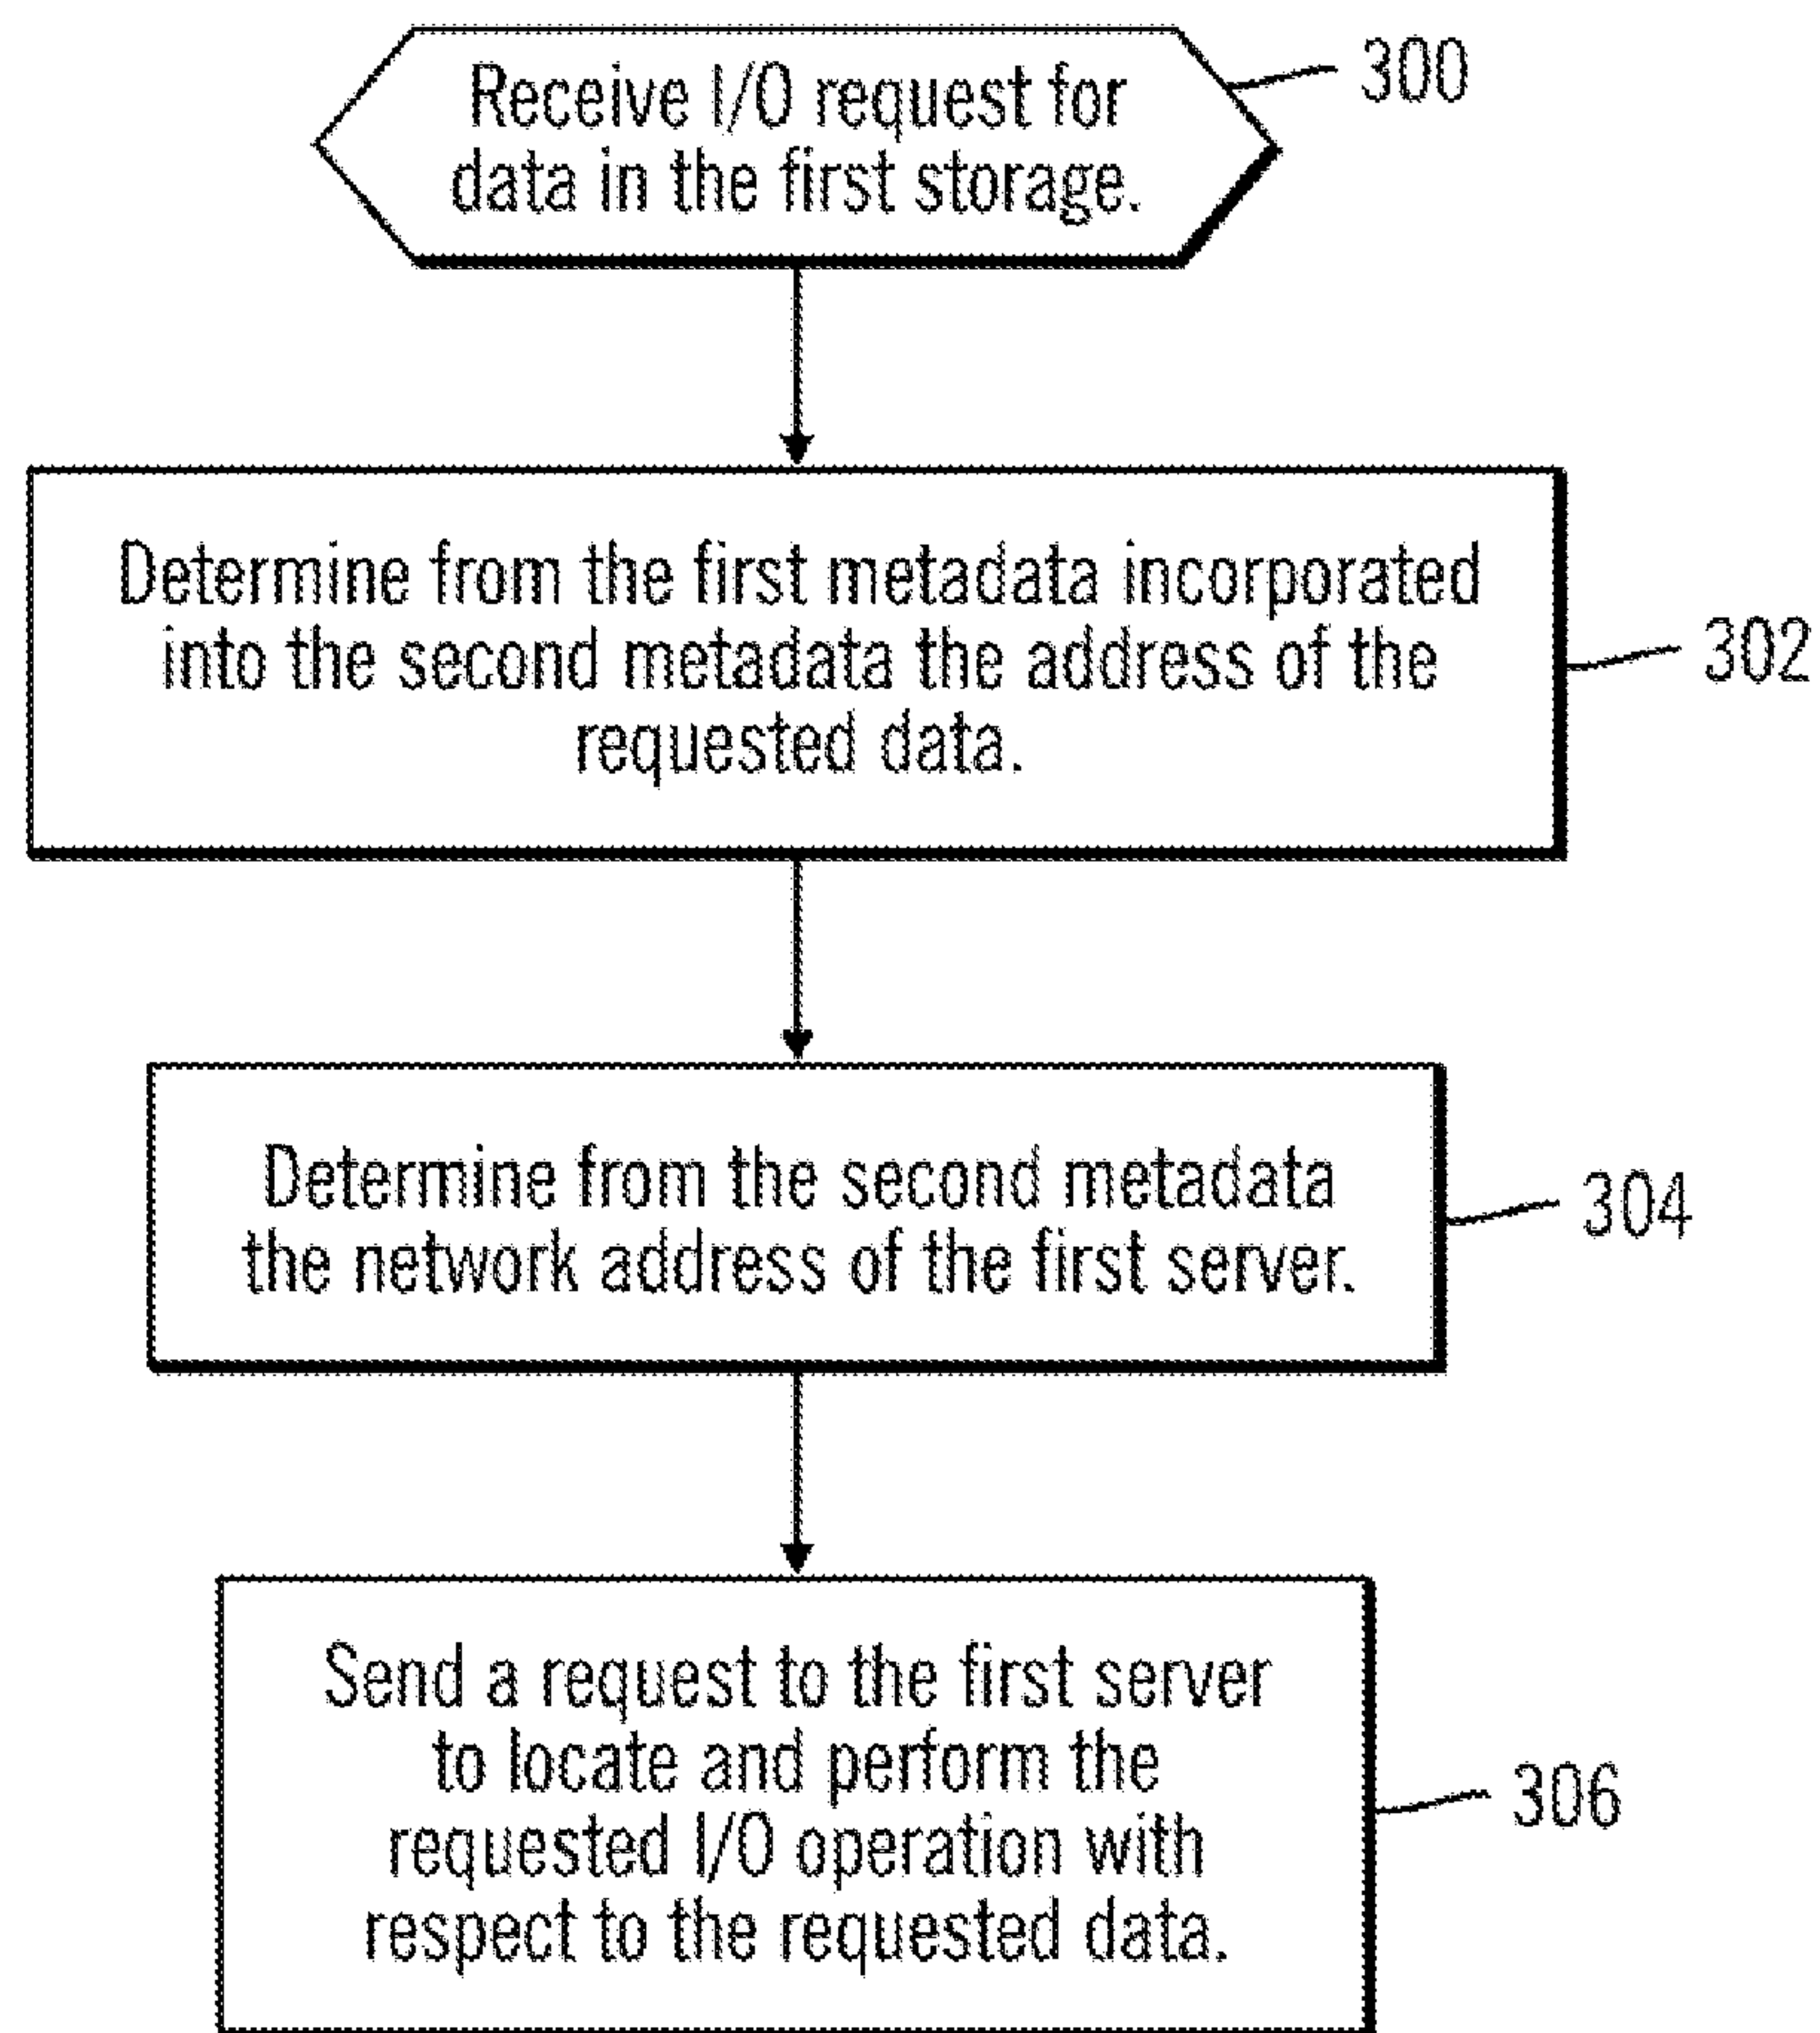 Receive I/O request for
data in the first storage.
300
Determine from the first metadata incorporated
into the second metadata the address of the
requested data.
302
Determine from the second metadata
the network address of the first server.
304
Send a request to the first server
to locate and perform the
requested I/O operation with
respect to the requested data.
306